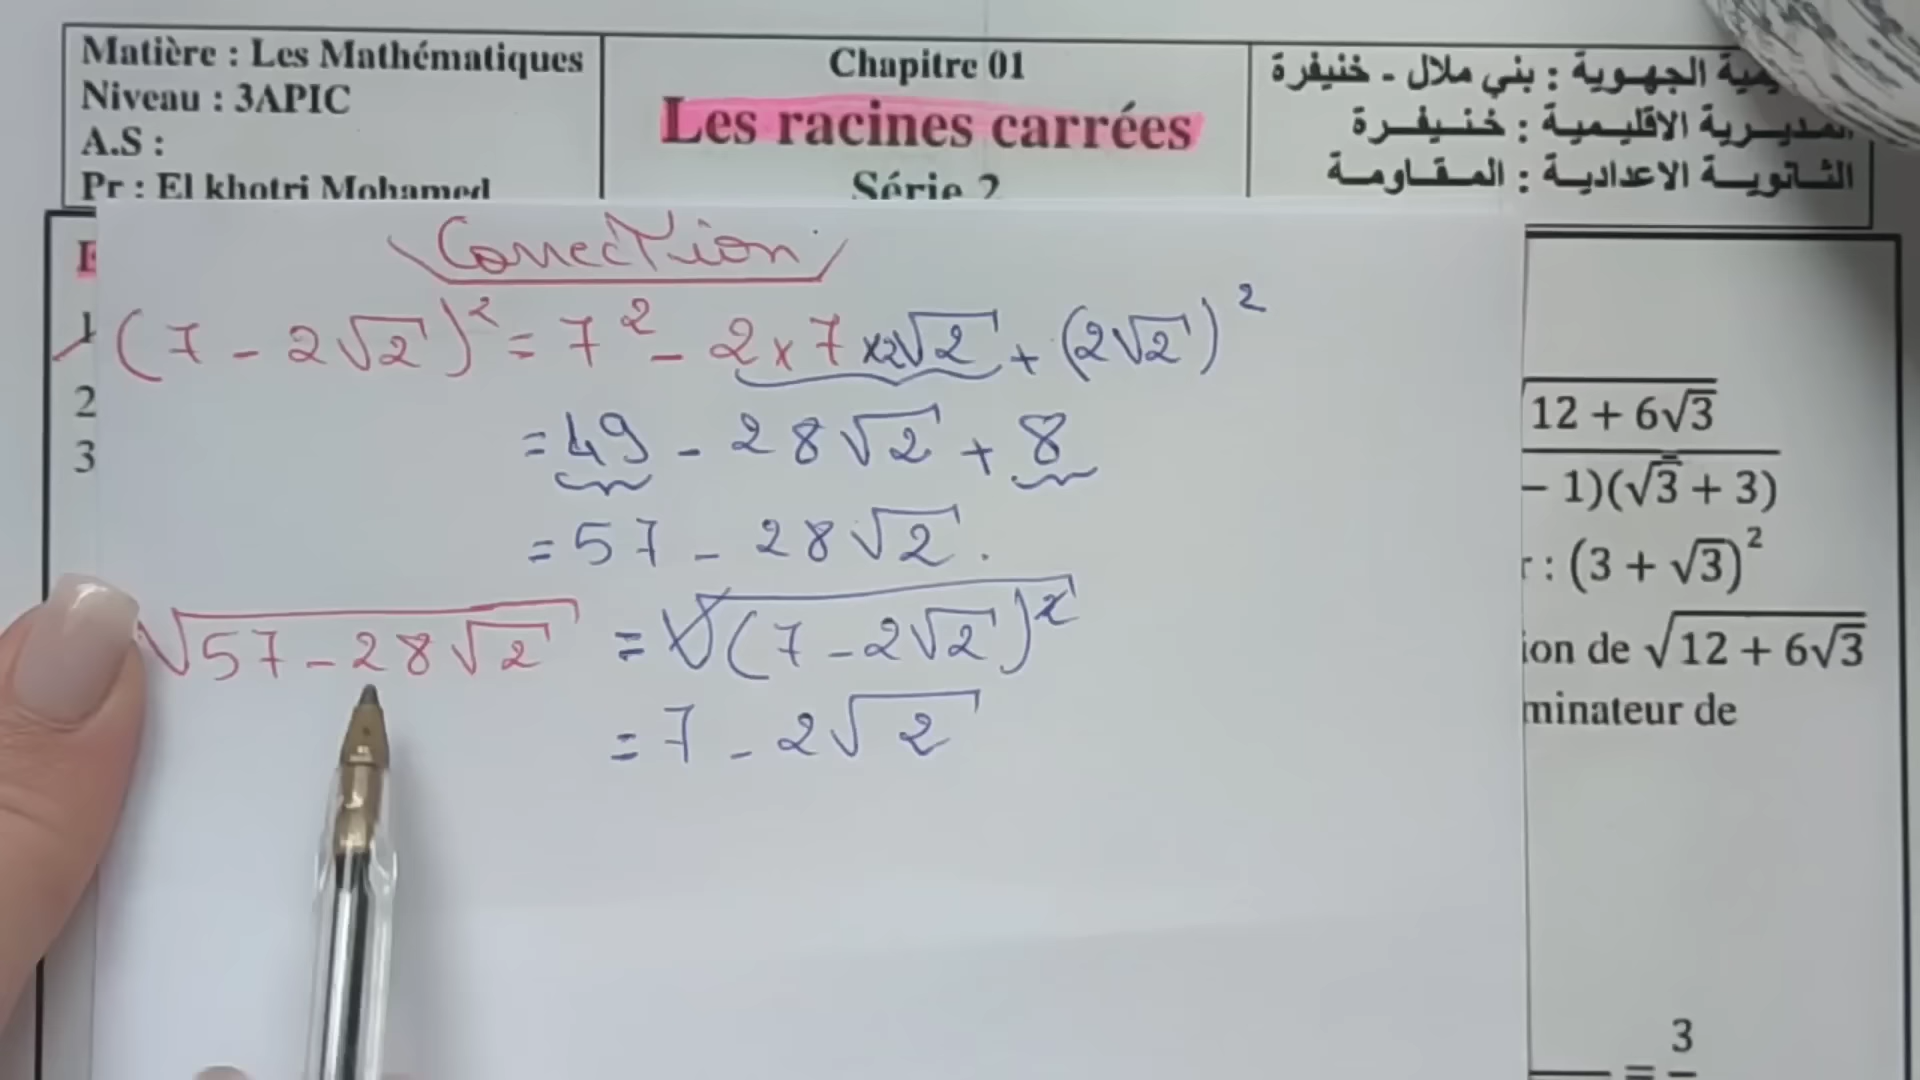 Matière : Les Mathématiques
Niveau : 3APIC
A.S :
Pr : El khotri Mohamed
Chapitre 01
Les racines carrées
Série 2
الجهوية : بني ملال - خنيفرة
المديرية الاقليمية : خنيفرة
الثانوية الاعدادية : المقاومة
Correction
1 (7 - 2√2)² = 7² - 2×7×2√2 + (2√2)²
2 = 49 - 28√2 + 8
3 = 57 - 28√2.
√(57 - 28√2) = √((7 - 2√2)²)
= 7 - 2√2
√(12 + 6√3)
- 1)(√3 + 3)
: (3 + √3)²
ion de √(12 + 6√3)
minateur de
= 3